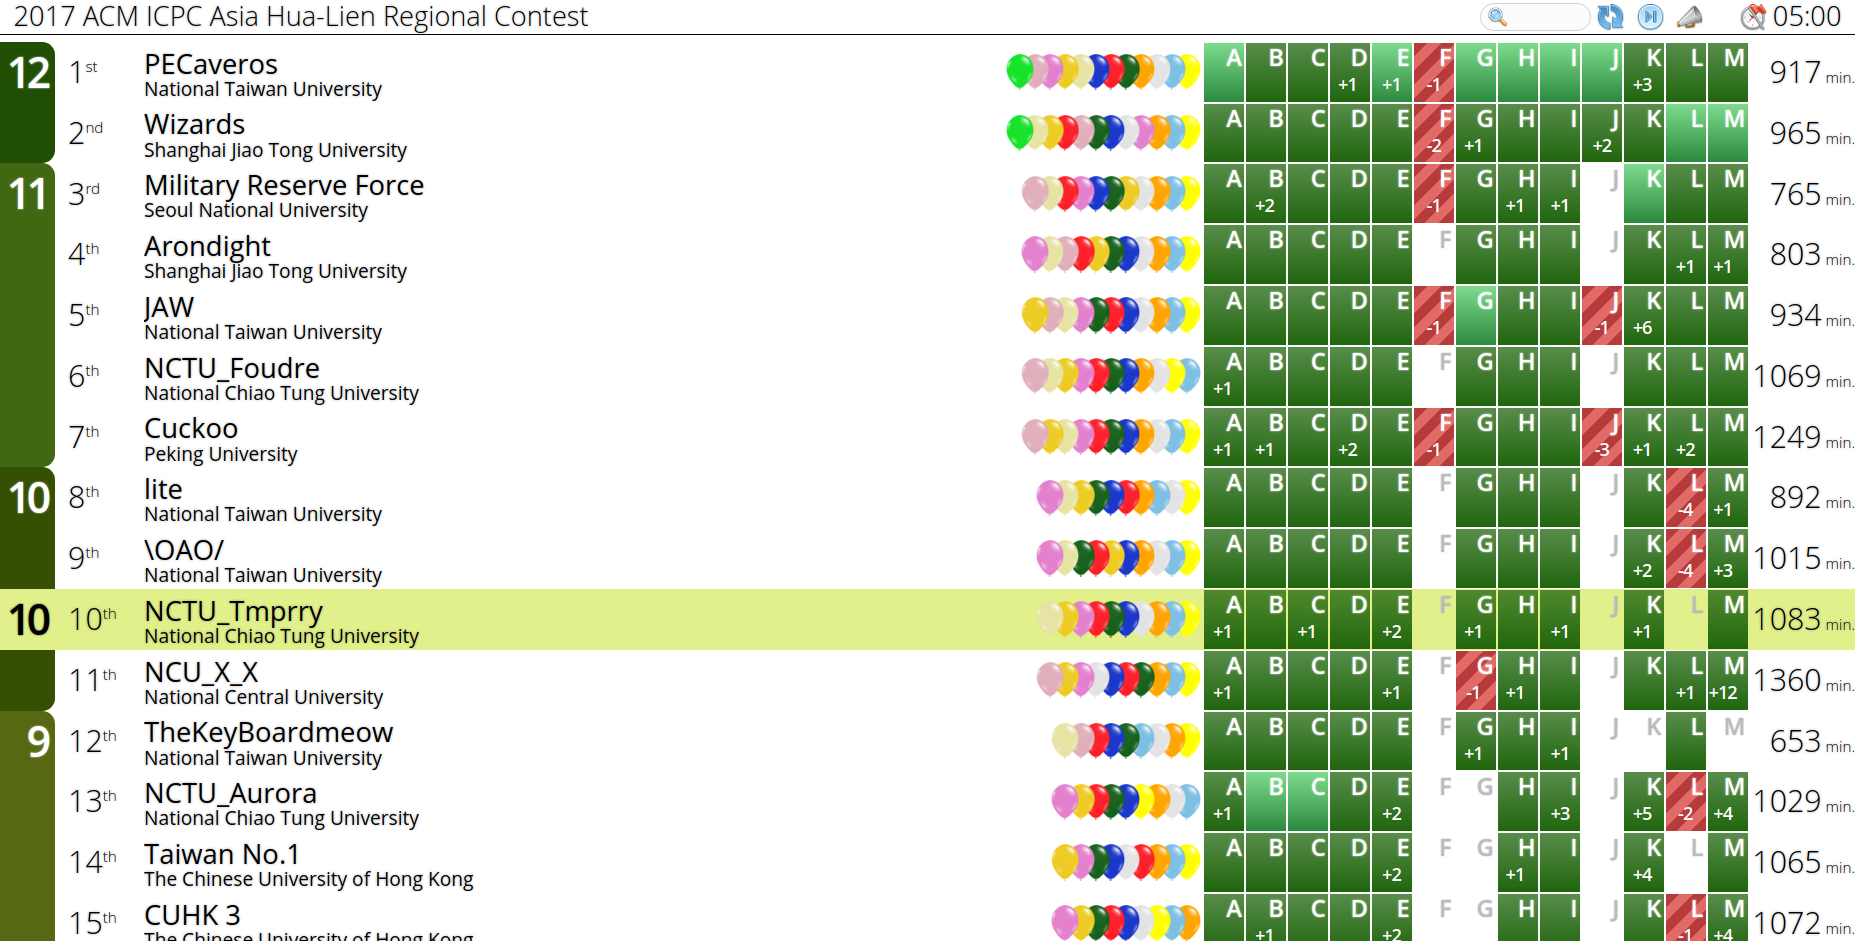 2017 ACM ICPC Asia Hua-Lien Regional Contest 05:00
12 1st PECaveros A B C D E F G H I J K L M 917 min.
National Taiwan University +1 +1 -1 +3
2nd Wizards A B C D E F G H I J K L M 965 min.
Shanghai Jiao Tong University -2 +1 +2
11 3rd Military Reserve Force A B C D E F G H I J K L M 765 min.
Seoul National University +2 -1 +1 +1
4th Arondight A B C D E F G H I J K L M 803 min.
Shanghai Jiao Tong University +1 +1
5th JAW A B C D E F G H I J K L M 934 min.
National Taiwan University -1 -1 +6
6th NCTU_Foudre A B C D E F G H I J K L M 1069 min.
National Chiao Tung University +1
7th Cuckoo A B C D E F G H I J K L M 1249 min.
Peking University +1 +1 +2 -1 -3 +1 +2
10 8th lite A B C D E F G H I J K L M 892 min.
National Taiwan University -4 +1
9th \OAO/ A B C D E F G H I J K L M 1015 min.
National Taiwan University +2 -4 +3
10 10th NCTU_Tmprry A B C D E F G H I J K L M 1083 min.
National Chiao Tung University +1 +1 +2 +1 +1 +1
11th NCU_X_X A B C D E F G H I J K L M 1360 min.
National Central University +1 +1 -1 +1 +1 +12
9 12th TheKeyBoardmeow A B C D E F G H I J K L M 653 min.
National Taiwan University +1 +1
13th NCTU_Aurora A B C D E F G H I J K L M 1029 min.
National Chiao Tung University +1 +2 +3 +5 -2 +4
14th Taiwan No.1 A B C D E F G H I J K L M 1065 min.
The Chinese University of Hong Kong +2 +1 +4
15th CUHK 3 A B C D E F G H I J K L M 1072 min.
The Chinese University of Hong Kong +1 +2 -1 +4